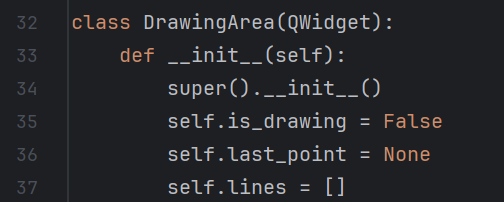 32 class DrawingArea(QWidget):
33     def __init__(self):
34         super().__init__()
35         self.is_drawing = False
36         self.last_point = None
37         self.lines = []